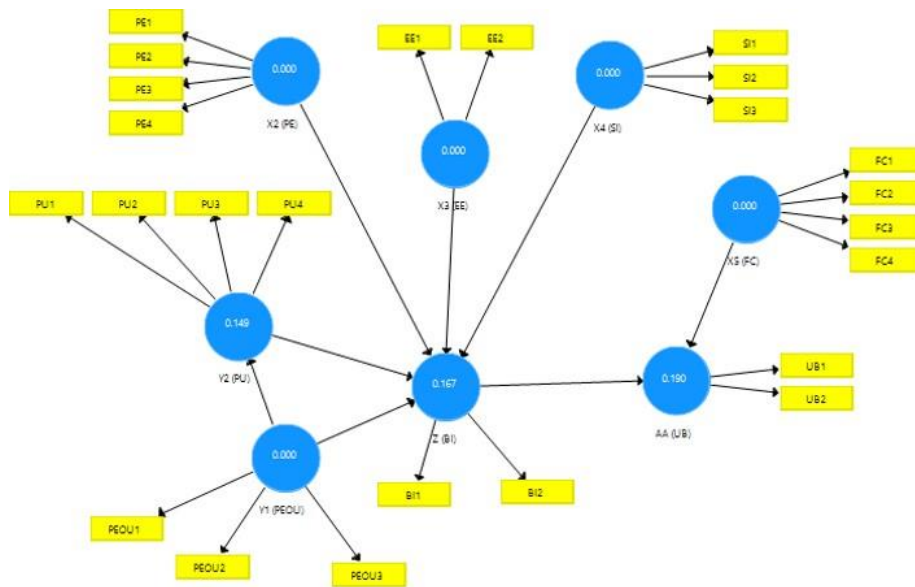 PE1
PE2
PE3
PE4
0.000
X2 (PE)
EE1
EE2
0.000
X3 (EE)
0.000
X4 (SI)
SI1
SI2
SI3
FC1
FC2
FC3
FC4
0.000
X5 (FC)
PU1
PU2
PU3
PU4
0.149
Y2 (PU)
0.167
Z (BI)
0.190
AA (UB)
UB1
UB2
0.000
Y1 (PEOU)
BI1
BI2
PEOU1
PEOU2
PEOU3